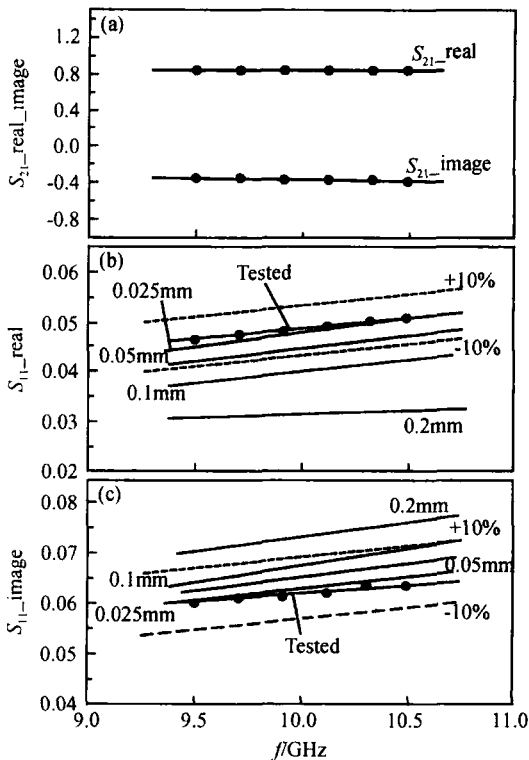 (a)
1.2
0.8
0.4
0.0
-0.4
-0.8
S₂₁_real_image
S₂₁_real
S₂₁_image
(b)
0.06
0.05
0.04
0.03
0.02
S₁₁_real
Tested
+10%
0.025mm
0.05mm
-10%
0.1mm
0.2mm
(c)
0.08
0.07
0.06
0.05
0.04
S₁₁_image
0.2mm
+10%
0.1mm
0.05mm
0.025mm
Tested
-10%
9.0 9.5 10.0 10.5 11.0
f/GHz